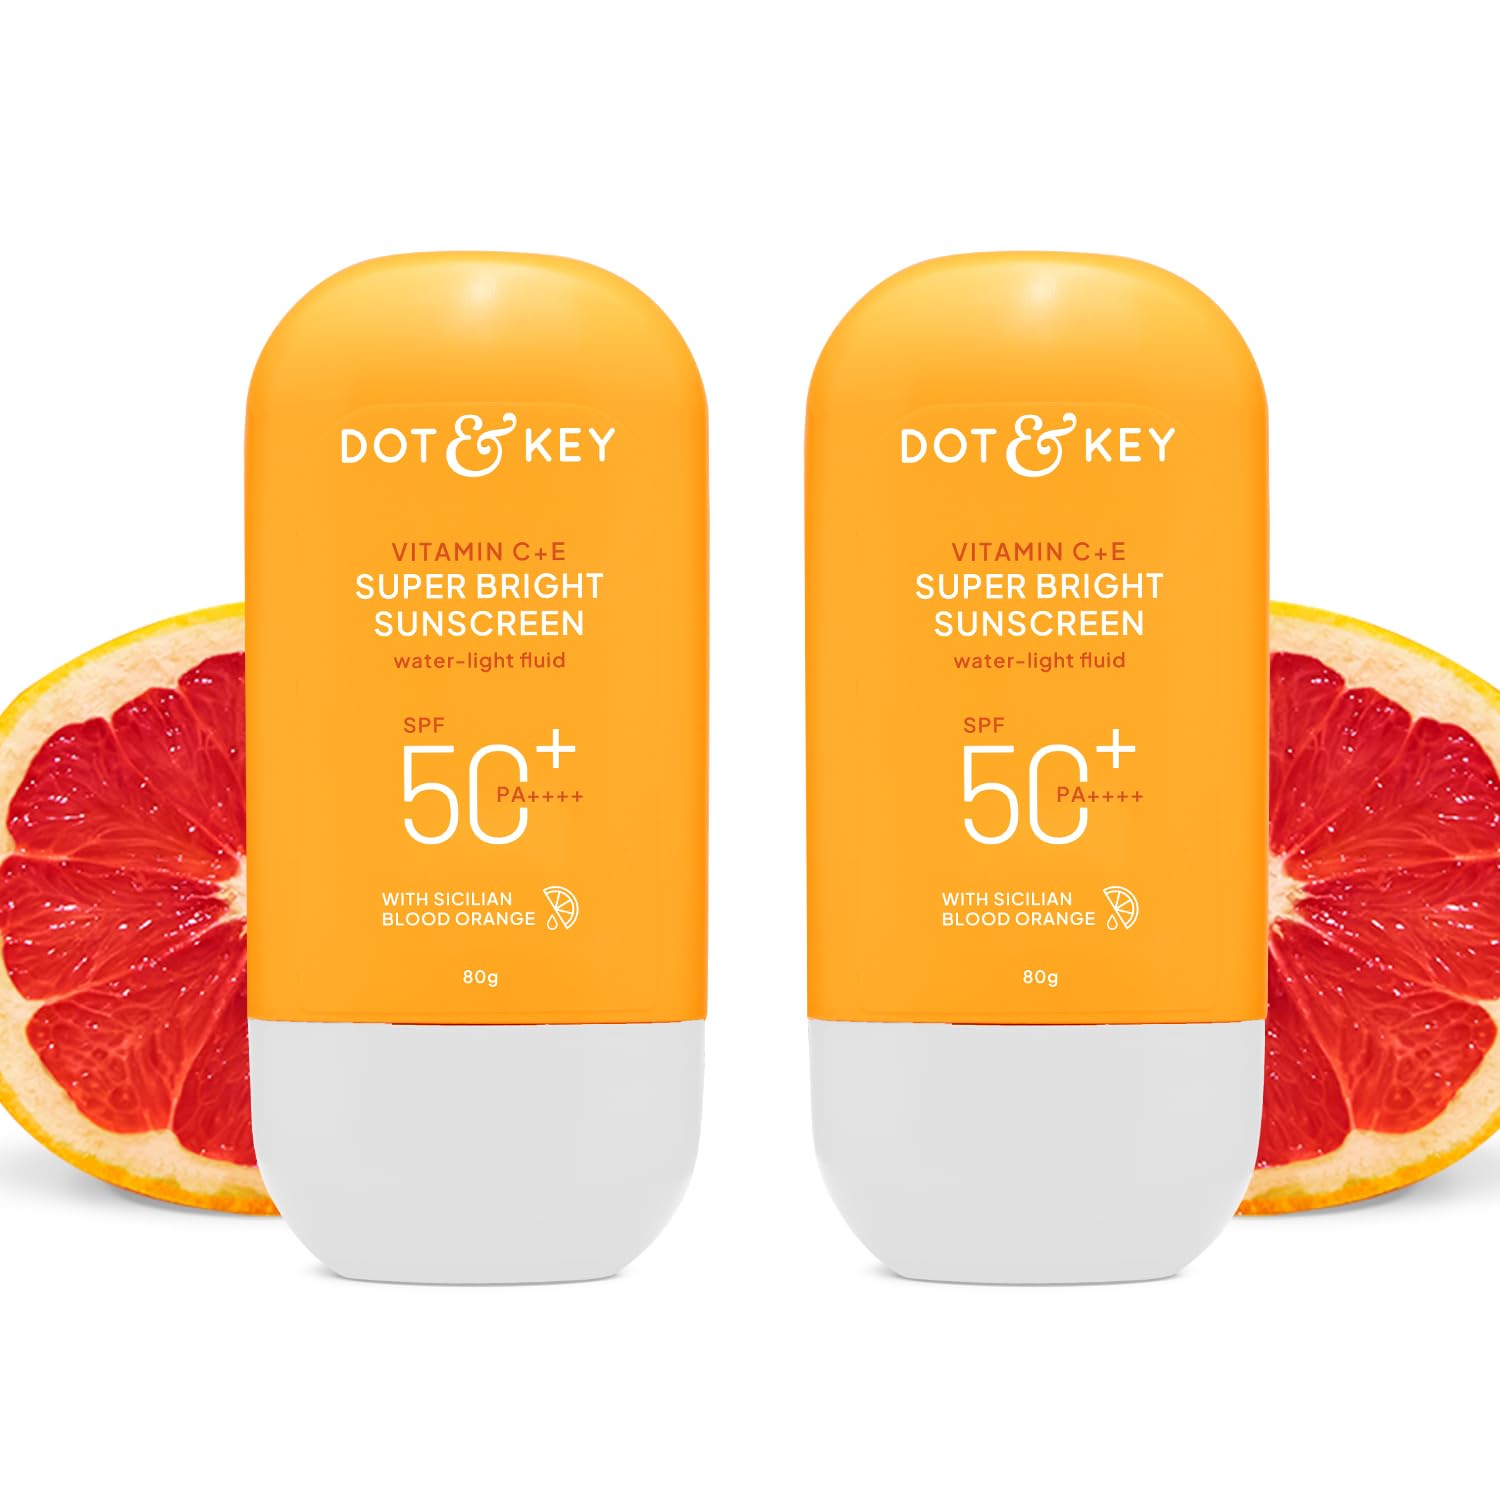 DOT & KEY
VITAMIN C+E
SUPER BRIGHT
SUNSCREEN
water-light fluid
SPF
50+
PA++++
WITH SICILIAN
BLOOD ORANGE
80g
DOT & KEY
VITAMIN C+E
SUPER BRIGHT
SUNSCREEN
water-light fluid
SPF
50+
PA++++
WITH SICILIAN
BLOOD ORANGE
80g